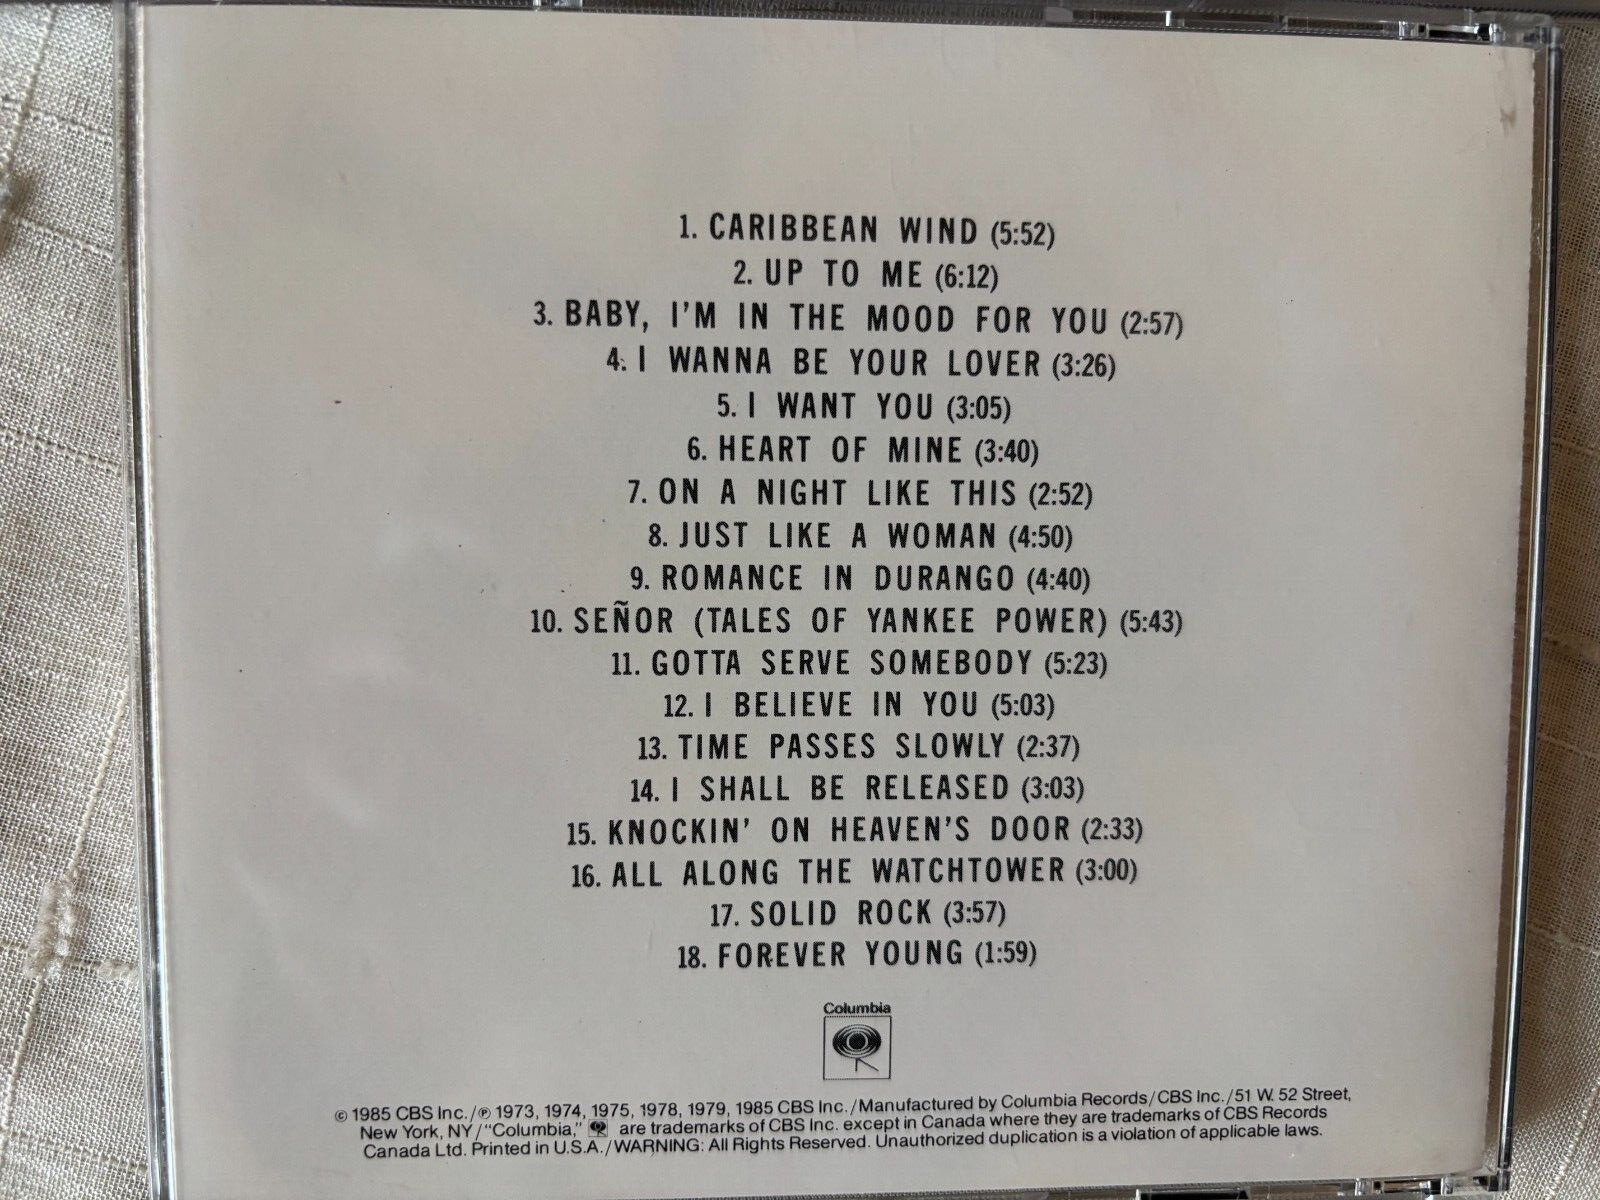 1. CARIBBEAN WIND (5:52)
2. UP TO ME (6:12)
3. BABY, I'M IN THE MOOD FOR YOU (2:57)
4. I WANNA BE YOUR LOVER (3:26)
5. I WANT YOU (3:05)
6. HEART OF MINE (3:40)
7. ON A NIGHT LIKE THIS (2:52)
8. JUST LIKE A WOMAN (4:50)
9. ROMANCE IN DURANGO (4:40)
10. SEÑOR (TALES OF YANKEE POWER) (5:43)
11. GOTTA SERVE SOMEBODY (5:23)
12. I BELIEVE IN YOU (5:03)
13. TIME PASSES SLOWLY (2:37)
14. I SHALL BE RELEASED (3:03)
15. KNOCKIN' ON HEAVEN'S DOOR (2:33)
16. ALL ALONG THE WATCHTOWER (3:00)
17. SOLID ROCK (3:57)
18. FOREVER YOUNG (1:59)
Columbia
© 1985 CBS Inc./℗ 1973, 1974, 1975, 1978, 1979, 1985 CBS Inc./Manufactured by Columbia Records/CBS Inc./51 W. 52 Street,
New York, NY/"Columbia," are trademarks of CBS Inc. except in Canada where they are trademarks of CBS Records
Canada Ltd. Printed in U.S.A./WARNING: All Rights Reserved. Unauthorized duplication is a violation of applicable laws.